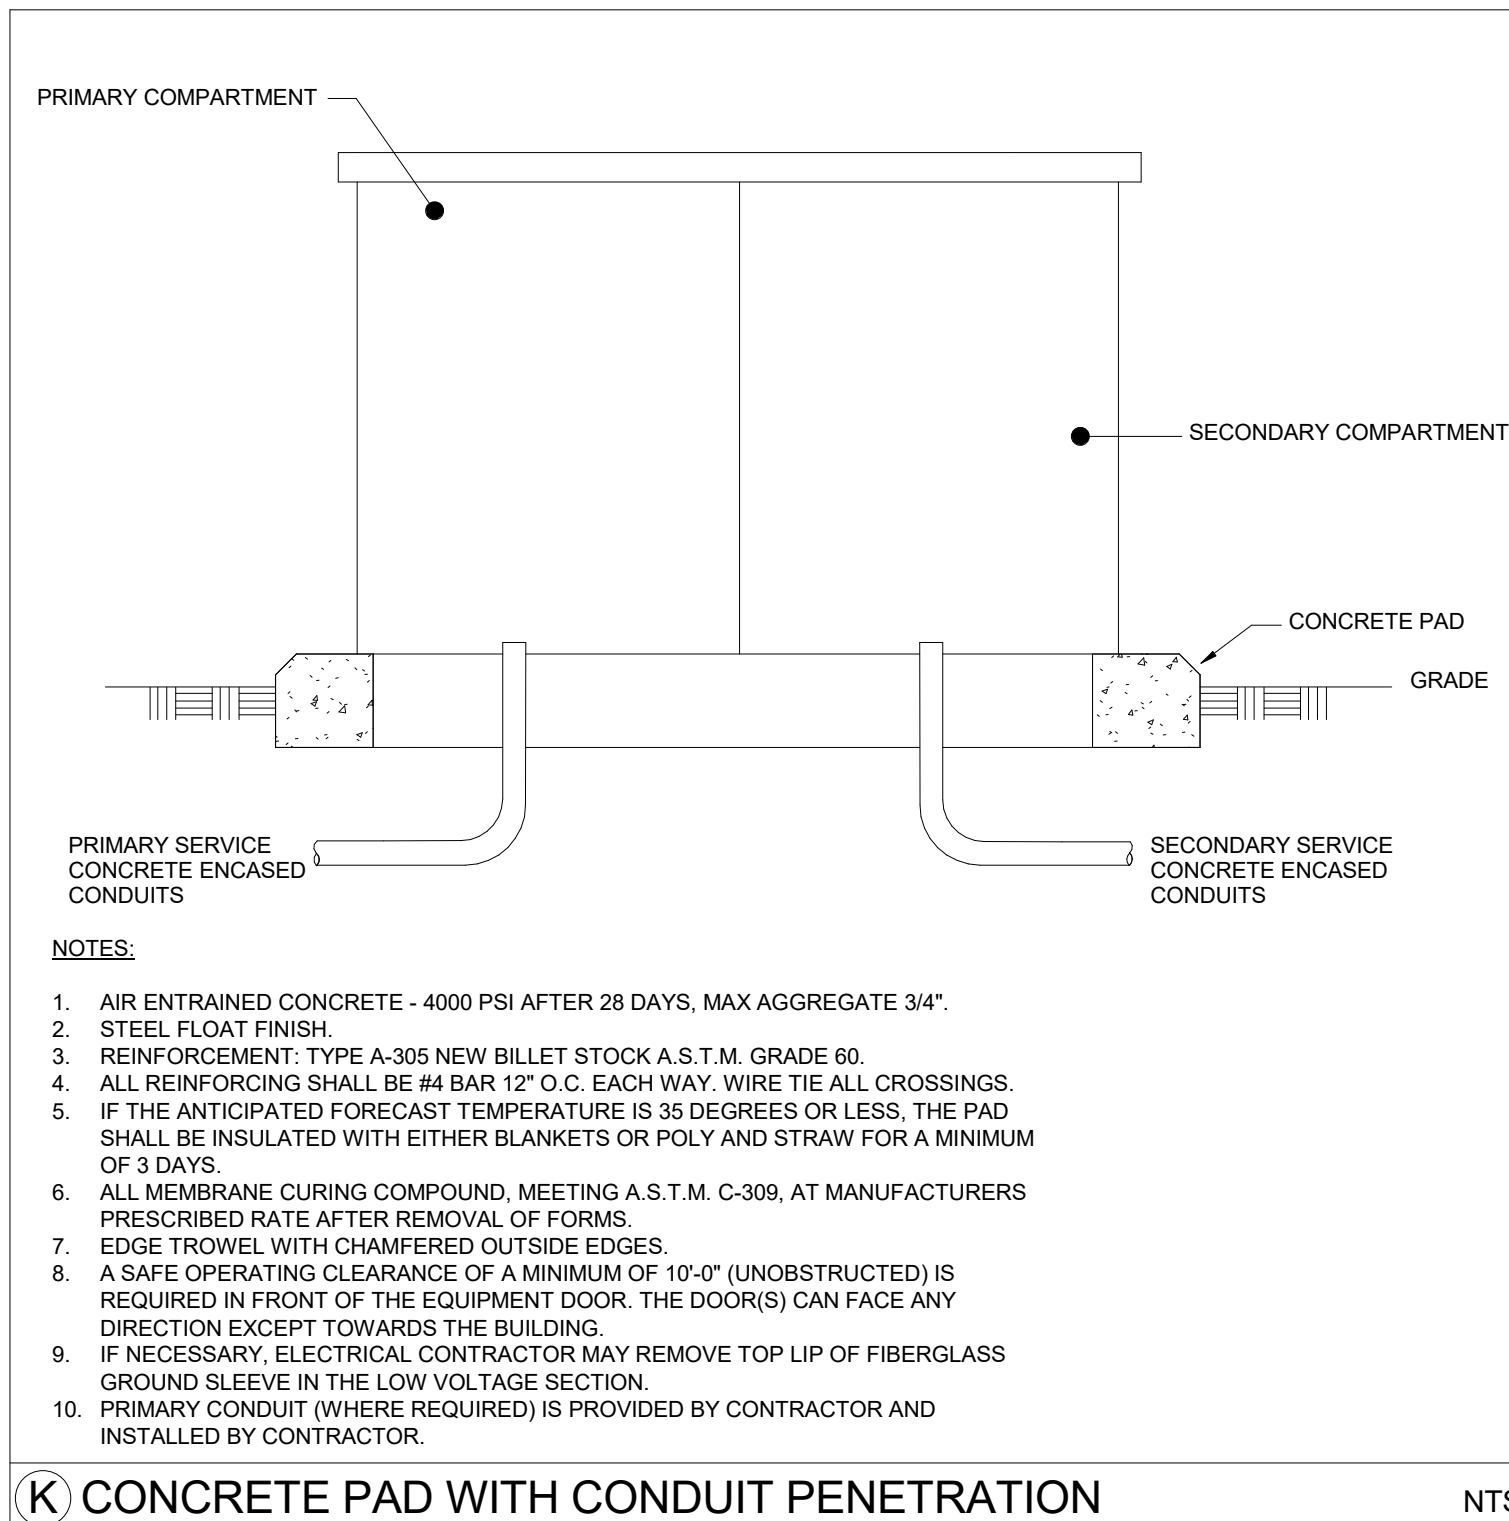 PRIMARY COMPARTMENT
SECONDARY COMPARTMENT
CONCRETE PAD
GRADE
PRIMARY SERVICE
CONCRETE ENCASED
CONDUITS
SECONDARY SERVICE
CONCRETE ENCASED
CONDUITS
NOTES:
1. AIR ENTRAINED CONCRETE - 4000 PSI AFTER 28 DAYS, MAX AGGREGATE 3/4".
2. STEEL FLOAT FINISH.
3. REINFORCEMENT: TYPE A-305 NEW BILLET STOCK A.S.T.M. GRADE 60.
4. ALL REINFORCING SHALL BE #4 BAR 12" O.C. EACH WAY. WIRE TIE ALL CROSSINGS.
5. IF THE ANTICIPATED FORECAST TEMPERATURE IS 35 DEGREES OR LESS, THE PAD
SHALL BE INSULATED WITH EITHER BLANKETS OR POLY AND STRAW FOR A MINIMUM
OF 3 DAYS.
6. ALL MEMBRANE CURING COMPOUND, MEETING A.S.T.M. C-309, AT MANUFACTURERS
PRESCRIBED RATE AFTER REMOVAL OF FORMS.
7. EDGE TROWEL WITH CHAMFERED OUTSIDE EDGES.
8. A SAFE OPERATING CLEARANCE OF A MINIMUM OF 10'-0" (UNOBSTRUCTED) IS
REQUIRED IN FRONT OF THE EQUIPMENT DOOR. THE DOOR(S) CAN FACE ANY
DIRECTION EXCEPT TOWARDS THE BUILDING.
9. IF NECESSARY, ELECTRICAL CONTRACTOR MAY REMOVE TOP LIP OF FIBERGLASS
GROUND SLEEVE IN THE LOW VOLTAGE SECTION.
10. PRIMARY CONDUIT (WHERE REQUIRED) IS PROVIDED BY CONTRACTOR AND
INSTALLED BY CONTRACTOR.
K CONCRETE PAD WITH CONDUIT PENETRATION NTS